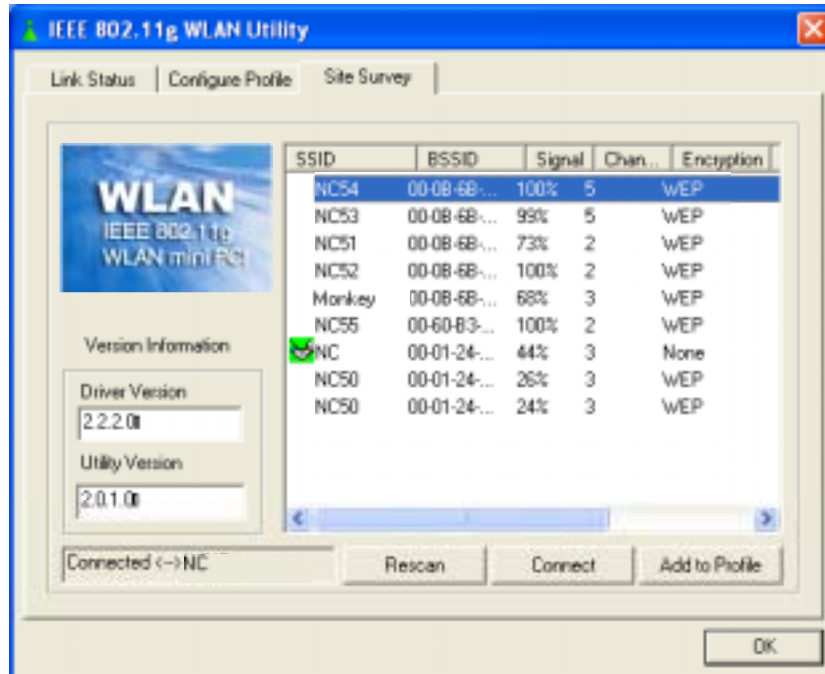 IEEE 802.11g WLAN Utility
Link Status Configure Profile Site Survey
WLAN
IEEE 802.11g
WLAN mini PCI
SSID BSSID Signal Chan... Encryption
NC54 00-0B-6B-... 100% 5 WEP
NC53 00-0B-6B-... 99% 5 WEP
NC51 00-0B-6B-... 73% 2 WEP
NC52 00-0B-6B-... 100% 2 WEP
Monkey 00-0B-6B-... 68% 3 WEP
NC55 00-60-B3-... 100% 2 WEP
NC 00-01-24-... 44% 3 None
NC50 00-01-24-... 26% 3 WEP
NC50 00-01-24-... 24% 3 WEP
Version Information
Driver Version
2.2.2.0
Utility Version
2.0.1.0
Connected <-->NC
Rescan Connect Add to Profile
OK